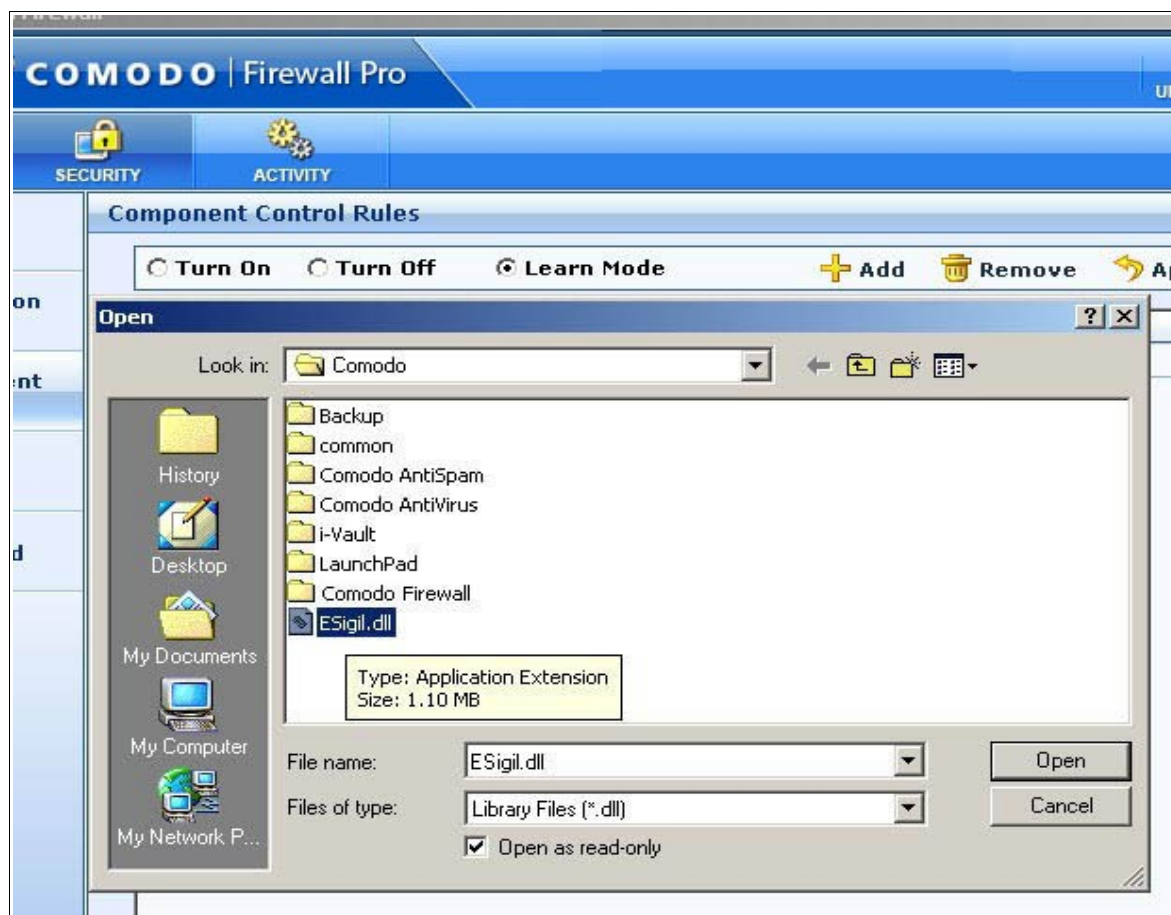 Firewall
COMODO | Firewall Pro
SECURITY
ACTIVITY
Component Control Rules
Turn On Turn Off Learn Mode Add Remove
Open
Look in: Comodo
Backup
common
Comodo AntiSpam
Comodo AntiVirus
i-Vault
LaunchPad
Comodo Firewall
ESigil.dll
Type: Application Extension
Size: 1.10 MB
History
Desktop
My Documents
My Computer
My Network P...
File name: ESigil.dll Open
Files of type: Library Files (*.dll) Cancel
Open as read-only